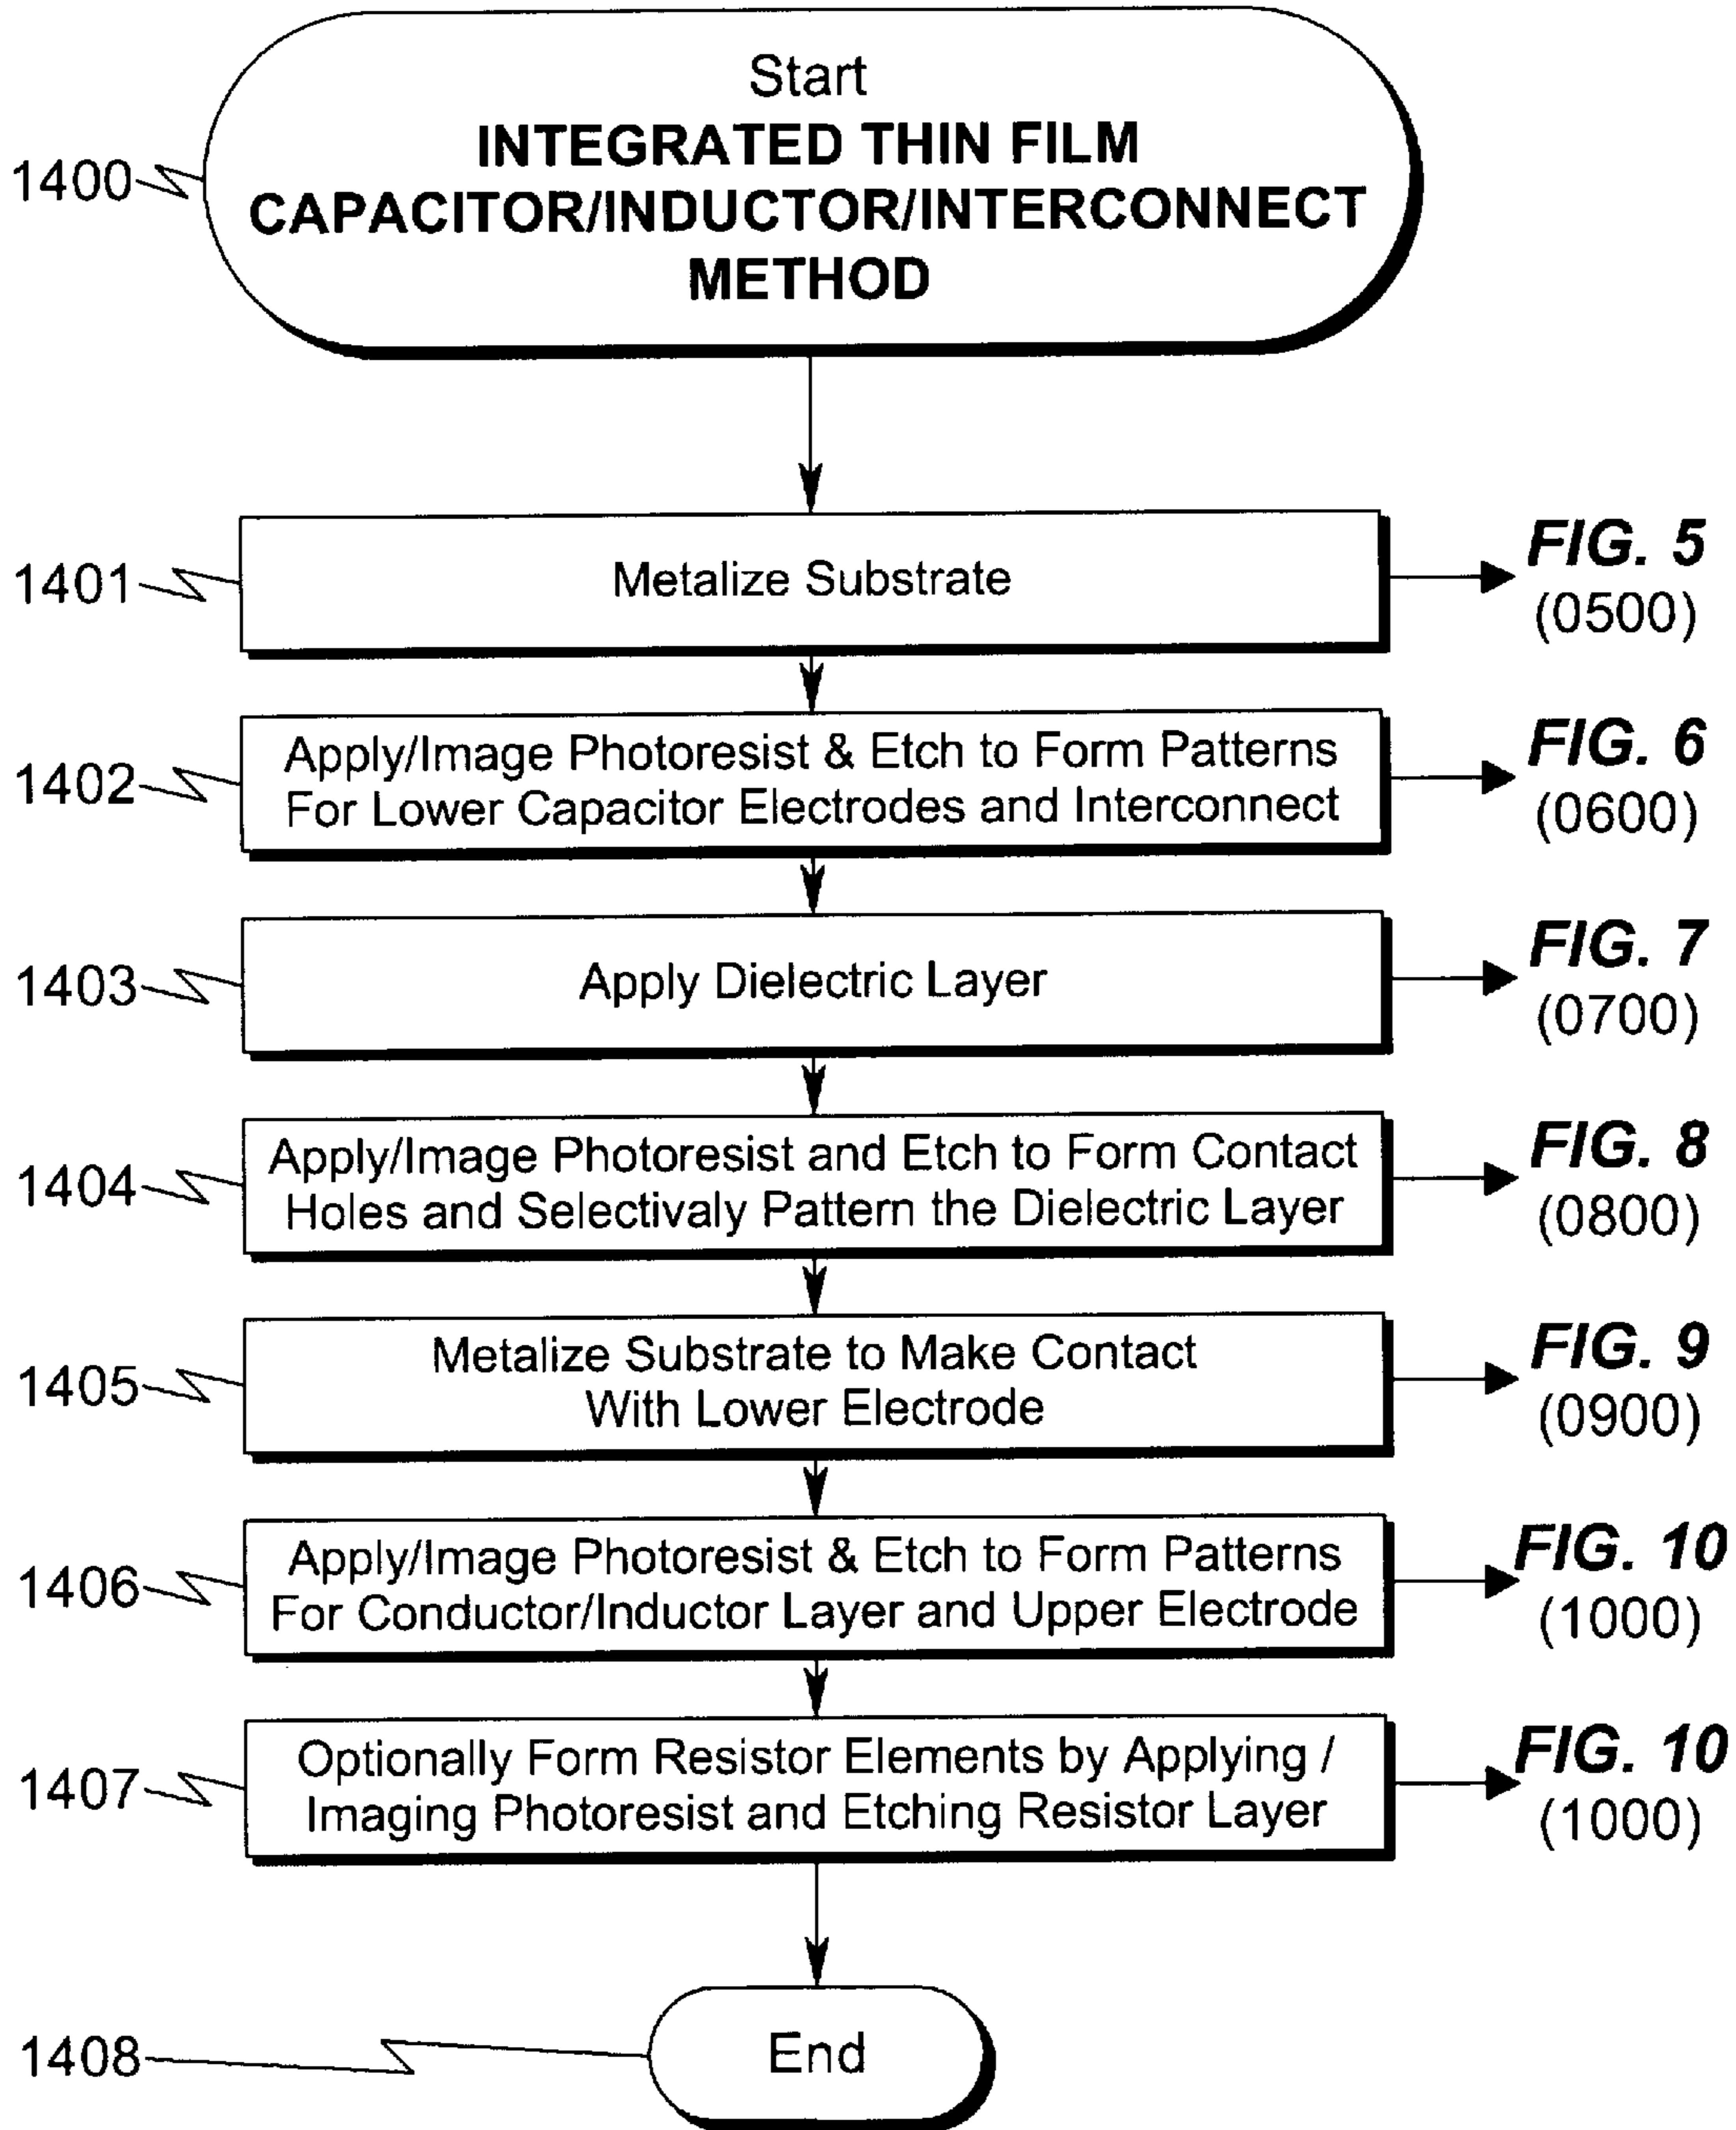 Start
INTEGRATED THIN FILM
CAPACITOR/INDUCTOR/INTERCONNECT
METHOD
1400
1401
Metalize Substrate
FIG. 5
(0500)
1402
Apply/Image Photoresist & Etch to Form Patterns
For Lower Capacitor Electrodes and Interconnect
FIG. 6
(0600)
1403
Apply Dielectric Layer
FIG. 7
(0700)
1404
Apply/Image Photoresist and Etch to Form Contact
Holes and Selectivaly Pattern the Dielectric Layer
FIG. 8
(0800)
1405
Metalize Substrate to Make Contact
With Lower Electrode
FIG. 9
(0900)
1406
Apply/Image Photoresist & Etch to Form Patterns
For Conductor/Inductor Layer and Upper Electrode
FIG. 10
(1000)
1407
Optionally Form Resistor Elements by Applying /
Imaging Photoresist and Etching Resistor Layer
FIG. 10
(1000)
1408
End